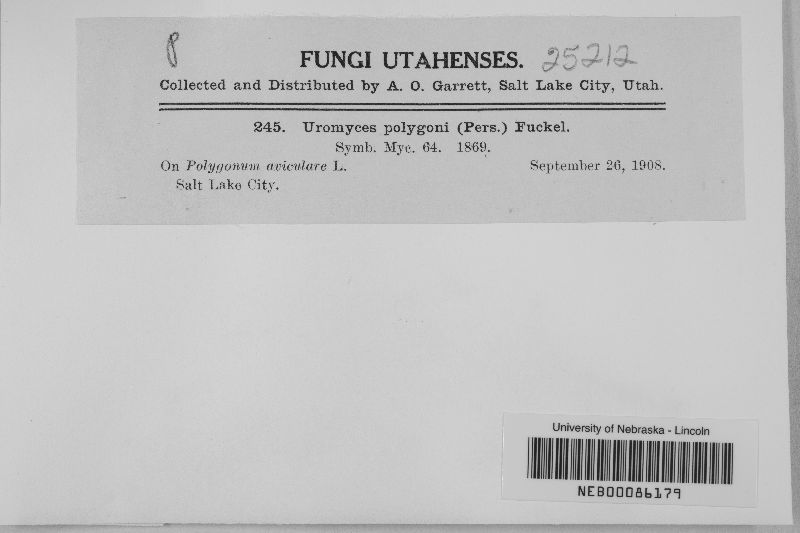 FUNGI UTAHENSES. 25212
Collected and Distributed by A. O. Garrett, Salt Lake City, Utah.
245. Uromyces polygoni (Pers.) Fuckel.
Symb. Myc. 64. 1869.
On Polygonum aviculare L. September 26, 1908.
Salt Lake City.
University of Nebraska - Lincoln
NEB00086179